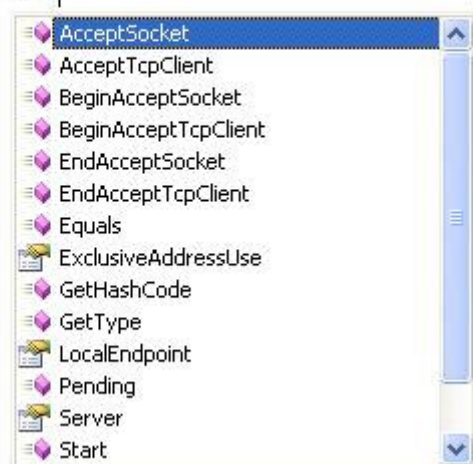 AcceptSocket
AcceptTcpClient
BeginAcceptSocket
BeginAcceptTcpClient
EndAcceptSocket
EndAcceptTcpClient
Equals
ExclusiveAddressUse
GetHashCode
GetType
LocalEndpoint
Pending
Server
Start